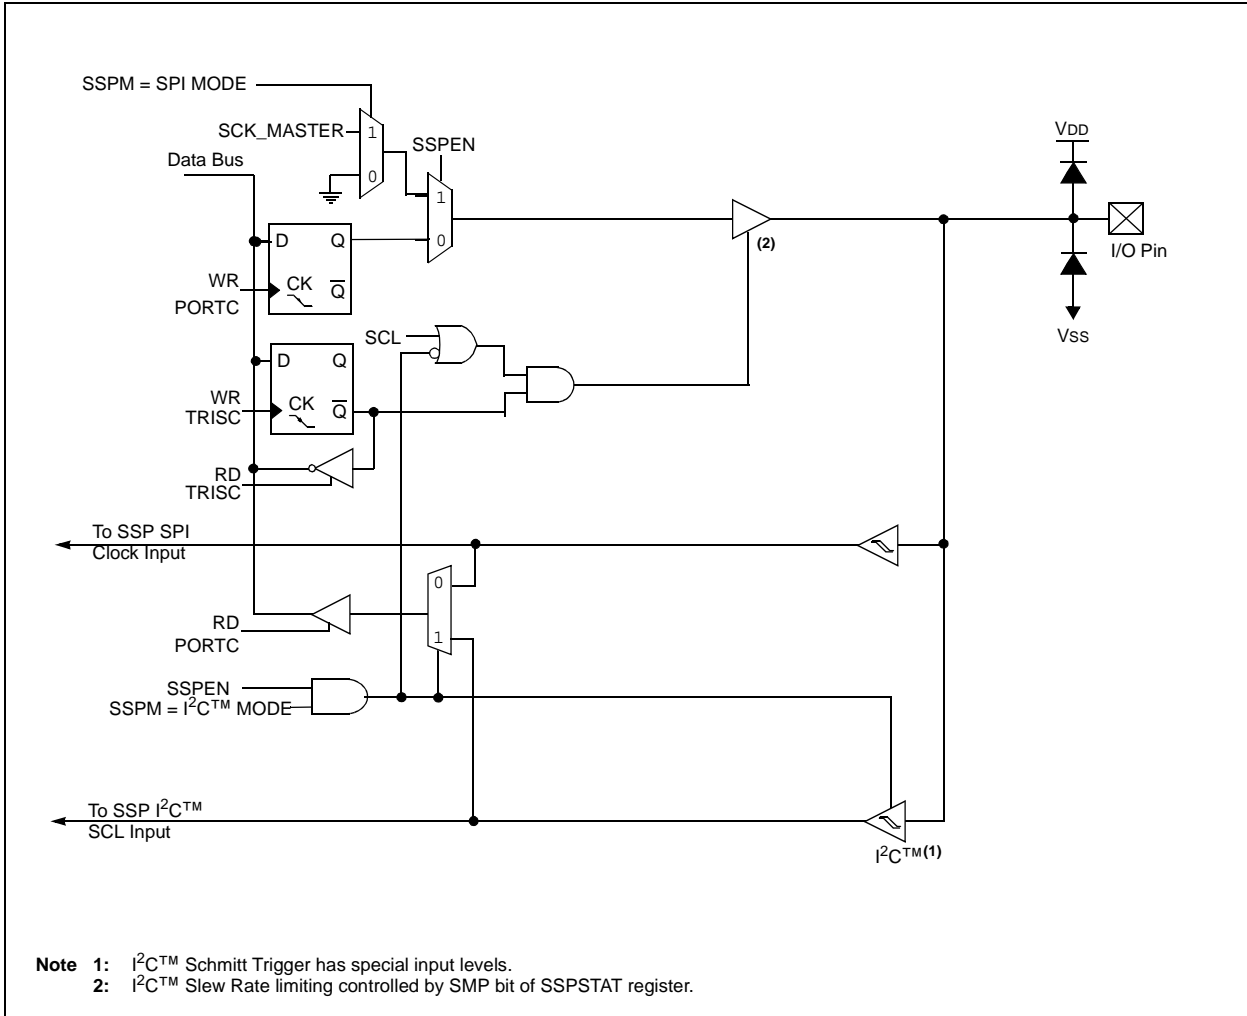 SSPM = SPI MODE
SCK_MASTER
1
0
SSPEN
1
0
Data Bus
D Q
CK Q̅
WR
PORTC
(2)
VDD
I/O Pin
VSS
SCL
D Q
CK Q̅
WR
TRISC
RD
TRISC
To SSP SPI
Clock Input
0
1
RD
PORTC
SSPEN
SSPM = I²C™ MODE
To SSP I²C™
SCL Input
I²C™(1)
Note 1: I²C™ Schmitt Trigger has special input levels.
2: I²C™ Slew Rate limiting controlled by SMP bit of SSPSTAT register.